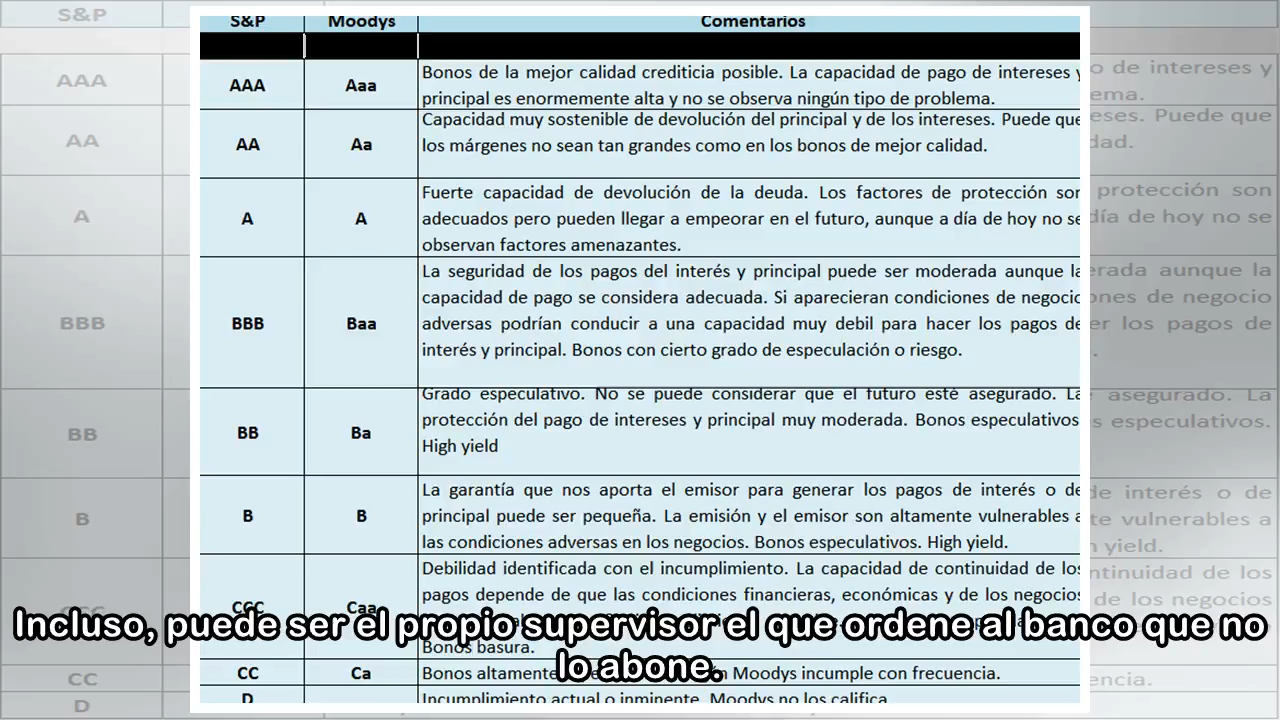 S&P Moodys Comentarios
AAA Aaa Bonos de la mejor calidad crediticia posible. La capacidad de pago de intereses y
principal es enormemente alta y no se observa ningún tipo de problema.
AA Aa Capacidad muy sostenible de devolución del principal y de los intereses. Puede que
los márgenes no sean tan grandes como en los bonos de mejor calidad.
A A Fuerte capacidad de devolución de la deuda. Los factores de protección son
adecuados pero pueden llegar a empeorar en el futuro, aunque a día de hoy no se
observan factores amenazantes.
BBB Baa La seguridad de los pagos del interés y principal puede ser moderada aunque la
capacidad de pago se considera adecuada. Si aparecieran condiciones de negocio
adversas podrían conducir a una capacidad muy debil para hacer los pagos de
interés y principal. Bonos con cierto grado de especulación o riesgo.
BB Ba Grado especulativo. No se puede considerar que el futuro esté asegurado. La
protección del pago de intereses y principal muy moderada. Bonos especulativos.
High yield
B B La garantía que nos aporta el emisor para generar los pagos de interés o de
principal puede ser pequeña. La emisión y el emisor son altamente vulnerables a
las condiciones adversas en los negocios. Bonos especulativos. High yield.
CCC Caa Debilidad identificada con el incumplimiento. La capacidad de continuidad de los
pagos depende de que las condiciones financieras, económicas y de los negocios
Bonos basura.
CC Ca Bonos altamente Moodys incumple con frecuencia.
D Incumplimiento actual o inminente. Moodys no los califica
Incluso, puede ser el propio supervisor el que ordene al banco que no
lo abone.